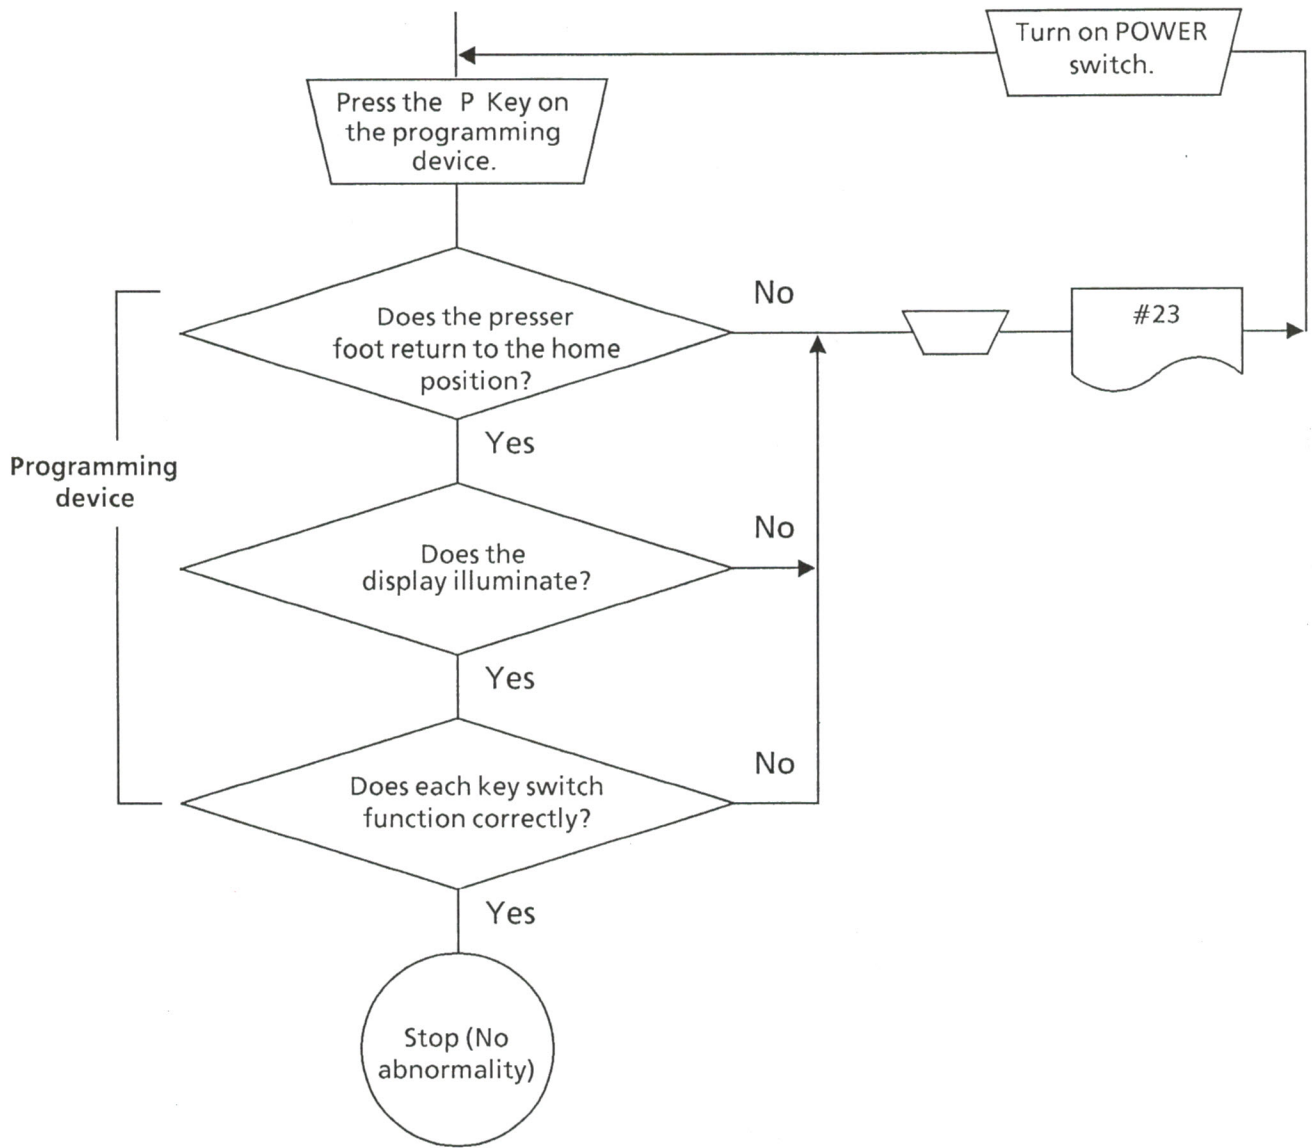 Turn on POWER
switch.
Press the P Key on
the programming
device.
No
Does the presser
foot return to the home
position?
#23
Yes
Programming
device
No
Does the
display illuminate?
Yes
No
Does each key switch
function correctly?
Yes
Stop (No
abnormality)